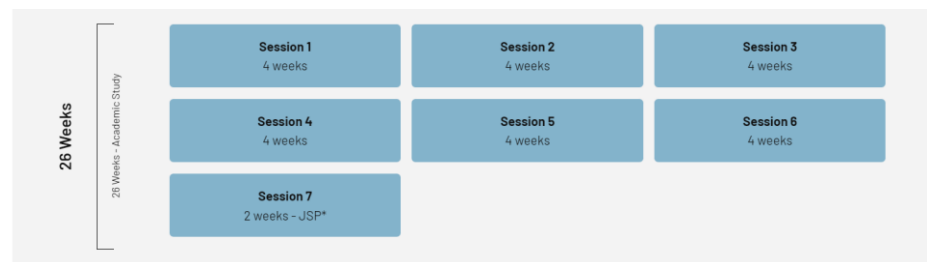 26 Weeks
26 Weeks - Academic Study
Session 1
4 weeks
Session 2
4 weeks
Session 3
4 weeks
Session 4
4 weeks
Session 5
4 weeks
Session 6
4 weeks
Session 7
2 weeks - JSP*